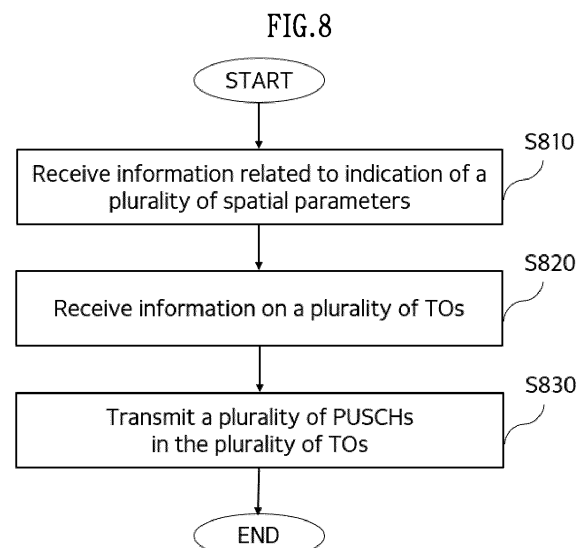 FIG.8
START
S810
Receive information related to indication of a
plurality of spatial parameters
S820
Receive information on a plurality of TOs
S830
Transmit a plurality of PUSCHs
in the plurality of TOs
END